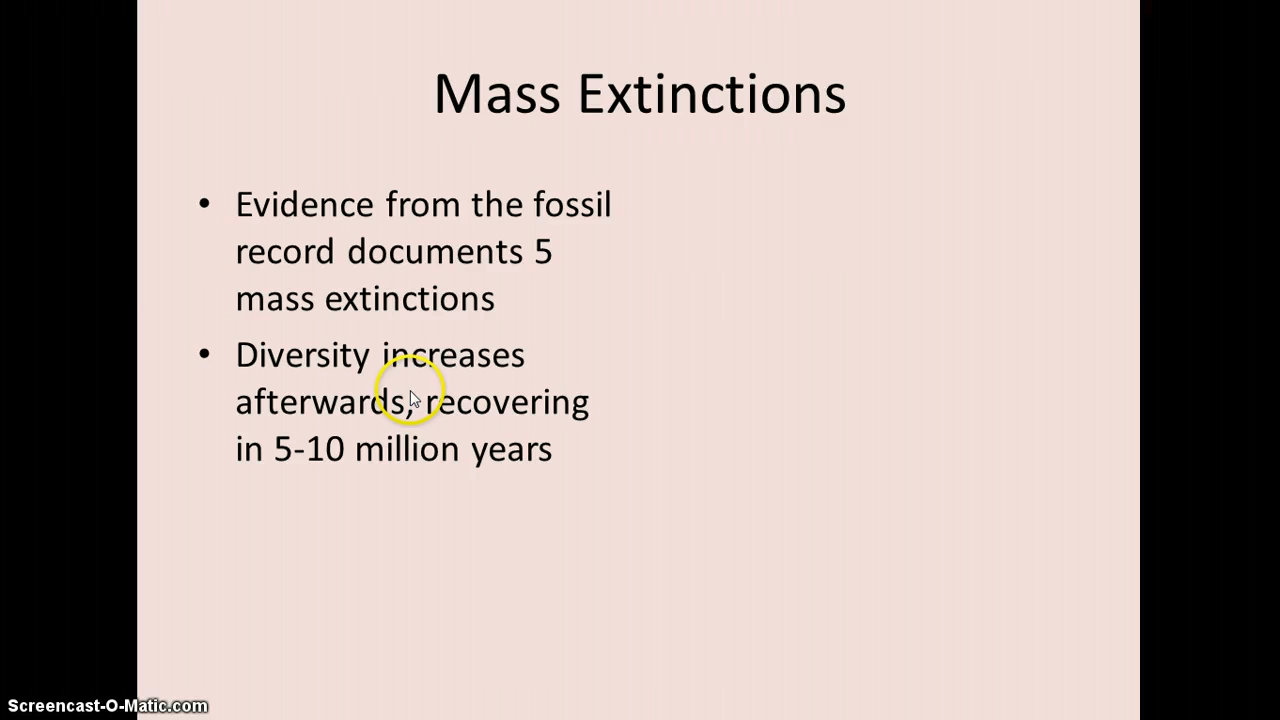 Mass Extinctions
• Evidence from the fossil
record documents 5
mass extinctions
• Diversity increases
afterwards, recovering
in 5-10 million years
Screencast-O-Matic.com